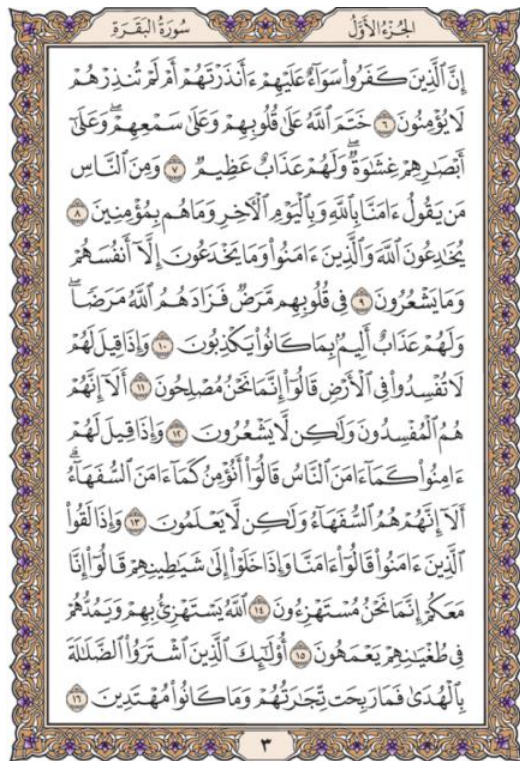 الجُزْءُ الأَوَّلُ
سُورَةُ البَقَرَةِ
إِنَّ ٱلَّذِينَ كَفَرُوا۟ سَوَآءٌ عَلَيْهِمْ ءَأَنذَرْتَهُمْ أَمْ لَمْ تُنذِرْهُمْ
لَا يُؤْمِنُونَ ٦ خَتَمَ ٱللَّهُ عَلَىٰ قُلُوبِهِمْ وَعَلَىٰ سَمْعِهِمْ ۖ وَعَلَىٰٓ
أَبْصَـٰرِهِمْ غِشَـٰوَةٌ ۖ وَلَهُمْ عَذَابٌ عَظِيمٌ ٧ وَمِنَ ٱلنَّاسِ
مَن يَقُولُ ءَامَنَّا بِٱللَّهِ وَبِٱلْيَوْمِ ٱلْـَٔاخِرِ وَمَا هُم بِمُؤْمِنِينَ ٨
يُخَـٰدِعُونَ ٱللَّهَ وَٱلَّذِينَ ءَامَنُوا۟ وَمَا يَخْدَعُونَ إِلَّآ أَنفُسَهُمْ
وَمَا يَشْعُرُونَ ٩ فِى قُلُوبِهِم مَّرَضٌ فَزَادَهُمُ ٱللَّهُ مَرَضًا ۖ
وَلَهُمْ عَذَابٌ أَلِيمٌۢ بِمَا كَانُوا۟ يَكْذِبُونَ ١٠ وَإِذَا قِيلَ لَهُمْ
لَا تُفْسِدُوا۟ فِى ٱلْأَرْضِ قَالُوٓا۟ إِنَّمَا نَحْنُ مُصْلِحُونَ ١١ أَلَآ إِنَّهُمْ
هُمُ ٱلْمُفْسِدُونَ وَلَـٰكِن لَّا يَشْعُرُونَ ١٢ وَإِذَا قِيلَ لَهُمْ
ءَامِنُوا۟ كَمَآ ءَامَنَ ٱلنَّاسُ قَالُوٓا۟ أَنُؤْمِنُ كَمَآ ءَامَنَ ٱلسُّفَهَآءُ ۗ
أَلَآ إِنَّهُمْ هُمُ ٱلسُّفَهَآءُ وَلَـٰكِن لَّا يَعْلَمُونَ ١٣ وَإِذَا لَقُوا۟
ٱلَّذِينَ ءَامَنُوا۟ قَالُوٓا۟ ءَامَنَّا وَإِذَا خَلَوْا۟ إِلَىٰ شَيَـٰطِينِهِمْ قَالُوٓا۟ إِنَّا
مَعَكُمْ إِنَّمَا نَحْنُ مُسْتَهْزِءُونَ ١٤ ٱللَّهُ يَسْتَهْزِئُ بِهِمْ وَيَمُدُّهُمْ
فِى طُغْيَـٰنِهِمْ يَعْمَهُونَ ١٥ أُو۟لَـٰٓئِكَ ٱلَّذِينَ ٱشْتَرَوُا۟ ٱلضَّلَـٰلَةَ
بِٱلْهُدَىٰ فَمَا رَبِحَت تِّجَـٰرَتُهُمْ وَمَا كَانُوا۟ مُهْتَدِينَ ١٦
٣